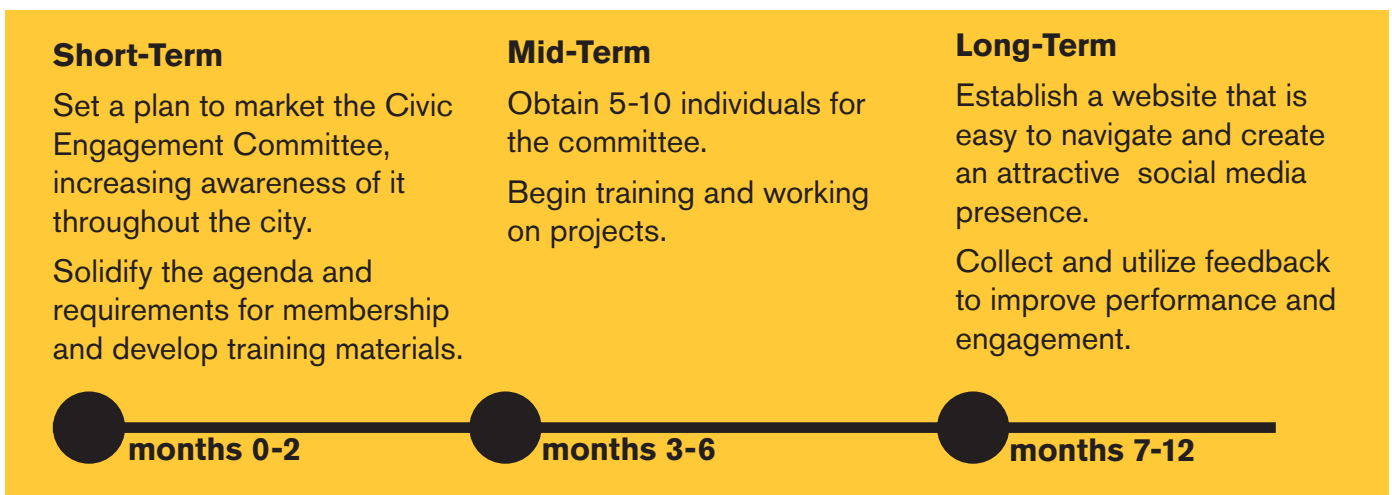 Short-Term
Set a plan to market the Civic
Engagement Committee,
increasing awareness of it
throughout the city.
Solidify the agenda and
requirements for membership
and develop training materials.
months 0-2
Mid-Term
Obtain 5-10 individuals for
the committee.
Begin training and working
on projects.
months 3-6
Long-Term
Establish a website that is
easy to navigate and create
an attractive  social media
presence.
Collect and utilize feedback
to improve performance and
engagement.
months 7-12